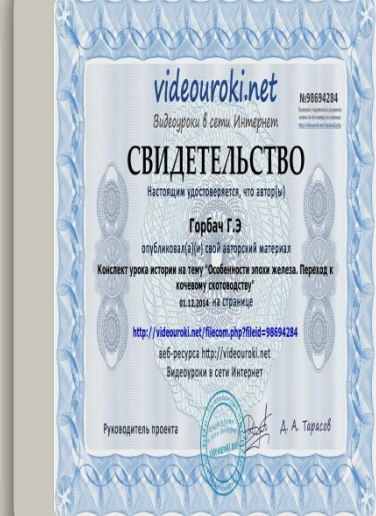 videouroki.net
Видеоуроки в сети Интернет
№98694284
СВИДЕТЕЛЬСТВО
Настоящим удостоверяется, что автор(ы)
Горбач Г.Э
опубликовал(а)(и) свой авторский материал
Конспект урока истории на тему "Особенности эпохи железа. Переход к
кочевому скотоводству"
01.12.2014 на странице
http://videouroki.net/filecom.php?fileid=98694284
веб-ресурса http://videouroki.net
Видеоуроки в сети Интернет
Руководитель проекта
Д. А. Тарасов